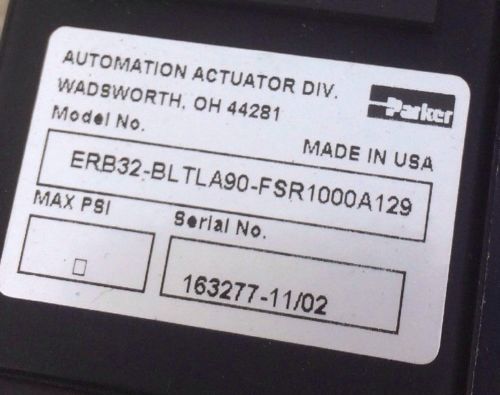 AUTOMATION ACTUATOR DIV.
WADSWORTH, OH 44281
Parker
Model No.
MADE IN USA
ERB32-BLTLA90-FSR1000A129
MAX PSI
Serial No.
163277-11/02